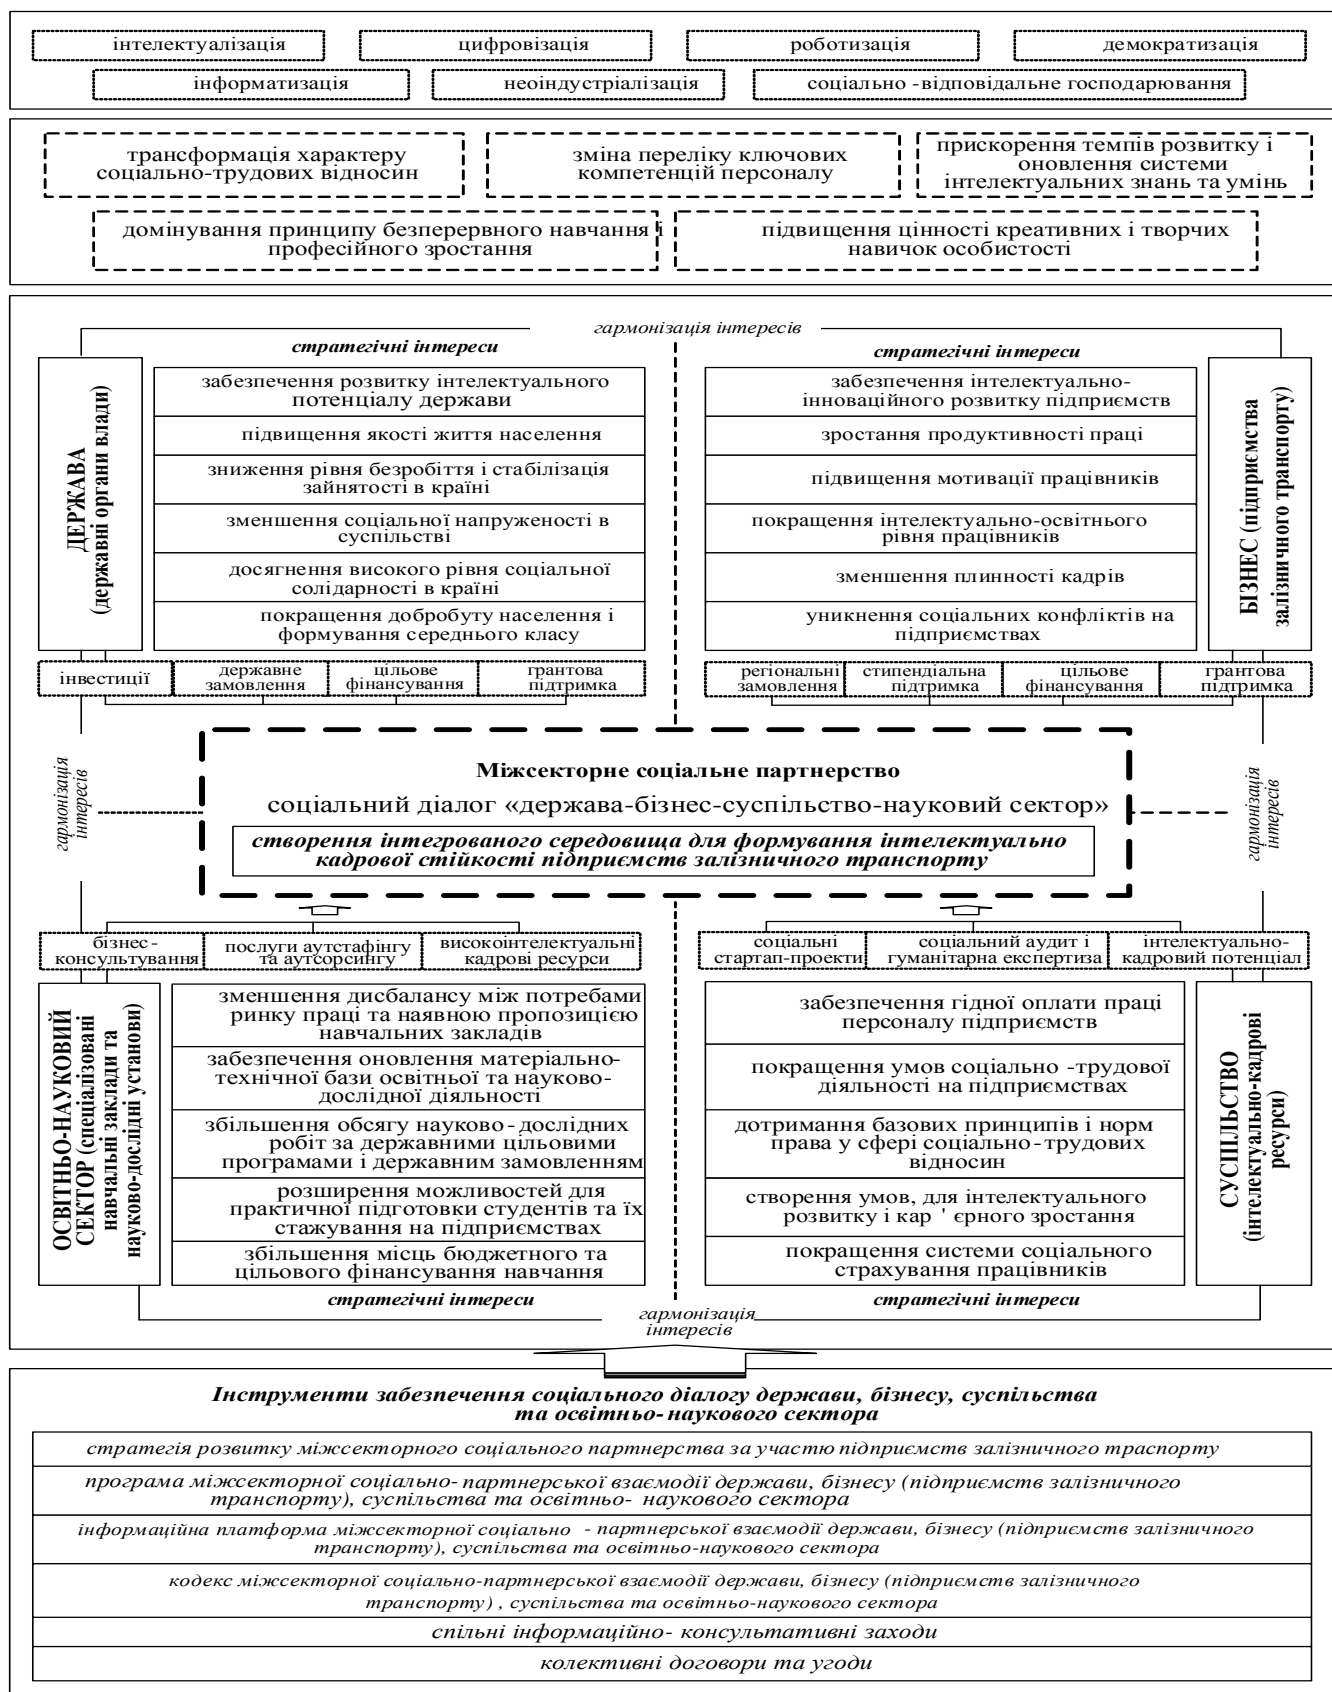 інтелектуалізація
цифровізація
роботизація
демократизація
інформатизація
неоіндустріалізація
соціально -відповідальне господарювання
трансформація характеру
соціально-трудових відносин
зміна переліку ключових
компетенцій персоналу
прискорення темпів розвитку і
оновлення системи
інтелектуальних знань та умінь
домінування принципу безперервного навчання і
професійного зростання
підвищення цінності креативних і творчих
навичок особистості
гармонізація інтересів
стратегічні інтереси
стратегічні інтереси
ДЕРЖАВА
(державні органи влади)
забезпечення розвитку інтелектуального
потенціалу держави
підвищення якості життя населення
зниження рівня безробіття і стабілізація
зайнятості в країні
зменшення соціальної напруженості в
суспільстві
досягнення високого рівня соціальної
солідарності в країні
покращення добробуту населення і
формування середнього класу
забезпечення інтелектуально-
інноваційного розвитку підприємств
зростання продуктивності праці
підвищення мотивації працівників
покращення інтелектуально-освітнього
рівня працівників
зменшення плинності кадрів
уникнення соціальних конфліктів на
підприємствах
БІЗНЕС (підприємства
залізничного транспорту)
інвестиції
державне
замовлення
цільове
фінансування
грантова
підтримка
регіональні
замовлення
стипендіальна
підтримка
цільове
фінансування
грантова
підтримка
гармонізація
інтересів
Міжсекторне соціальне партнерство
соціальний діалог «держава-бізнес-суспільство-науковий сектор»
створення інтегрованого середовища для формування інтелектуально
кадрової стійкості підприємств залізничного транспорту
гармонізація
інтересів
бізнес-
консультування
послуги аутстафінгу
та аутсорсингу
високоінтелектуальні
кадрові ресурси
соціальні
стартап-проекти
соціальний аудит і
гуманітарна експертиза
інтелектуально-
кадровий потенціал
ОСВІТНЬО-НАУКОВИЙ
СЕКТОР (спеціалізовані
навчальні заклади та
науково-дослідні установи)
зменшення дисбалансу між потребами
ринку праці та наявною пропозицією
навчальних закладів
забезпечення оновлення матеріально-
технічної бази освітньої та науково-
дослідної діяльності
збільшення обсягу науково-дослідних
робіт за державними цільовими
програмами і державним замовленням
розширення можливостей для
практичної підготовки студентів та їх
стажування на підприємствах
збільшення місць бюджетного та
цільового фінансування навчання
забезпечення гідної оплати праці
персоналу підприємств
покращення умов соціально -трудової
діяльності на підприємствах
дотримання базових принципів і норм
права у сфері соціально-трудових
відносин
створення умов, для інтелектуального
розвитку і кар ' єрного зростання
покращення системи соціального
страхування працівників
СУСПІЛЬСТВО
(інтелектуально-кадрові
ресурси)
стратегічні інтереси
стратегічні інтереси
гармонізація
інтересів
Інструменти забезпечення соціального діалогу держави, бізнесу, суспільства
та освітньо-наукового сектора
стратегія розвитку міжсекторного соціального партнерства за участю підприємств залізничного траспорту
програма міжсекторної соціально- партнерської взаємодії держави, бізнесу (підприємств залізничного
транспорту), суспільства та освітньо- наукового сектора
інформаційна платформа міжсекторної соціально - партнерської взаємодії держави, бізнесу (підприємств залізничного
транспорту), суспільства та освітньо-наукового сектора
кодекс міжсекторної соціально-партнерської взаємодії держави, бізнесу (підприємств залізничного
транспорту) , суспільства та освітньо-наукового сектора
спільні інформаційно- консультативні заходи
колективні договори та угоди